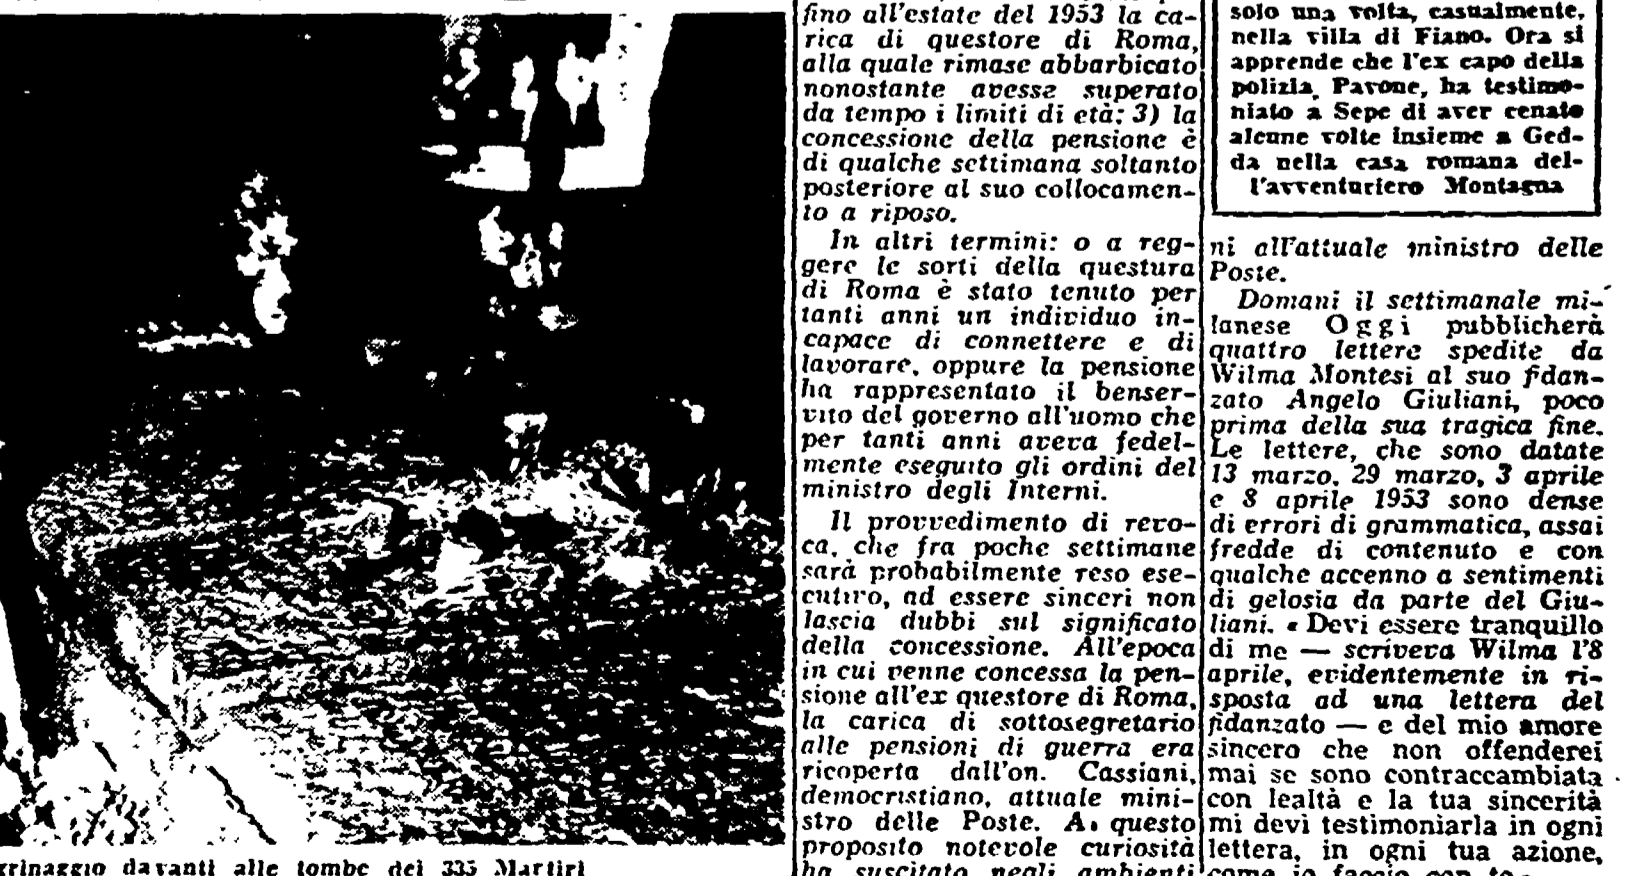 fino all'estate del 1953 la ca-
rica di questore di Roma,
alla quale rimase abbarbicato
nonostante avesse superato
da tempo i limiti di età; 3) la
concessione della pensione è
di qualche settimana soltanto
posteriore al suo collocamen-
to a riposo.
In altri termini: o a reg-
gere le sorti della questura
di Roma è stato tenuto per
tanti anni un individuo in-
capace di connettere e di
lavorare, oppure la pensione
ha rappresentato il benser-
vito del governo all'uomo che
per tanti anni aveva fedel-
mente eseguito gli ordini del
ministro degli Interni.
Il provvedimento di revo-
ca, che fra poche settimane
sarà probabilmente reso ese-
cutivo, ad essere sinceri non
lascia dubbi sul significato
della concessione. All'epoca
in cui venne concessa la pen-
sione all'ex questore di Roma,
la carica di sottosegretario
alle pensioni di guerra era
ricoperta dall'on. Cassiani,
democristiano, attuale mini-
stro delle Poste. A questo
proposito notevole curiosità
ha suscitato negli ambienti
solo una volta, casualmente,
nella villa di Fiano. Ora si
apprende che l'ex capo della
polizia, Pavone, ha testimo-
niato a Sepe di aver cenato
alcune volte insieme a Ged-
da nella casa romana del-
l'avventuriero Montagna
ni all'attuale ministro delle
Poste.
Domani il settimanale mi-
lanese Oggi pubblicherà
quattro lettere spedite da
Wilma Montesi al suo fidan-
zato Angelo Giuliani, poco
prima della sua tragica fine.
Le lettere, che sono datate
13 marzo, 29 marzo, 3 aprile
e 8 aprile 1953 sono dense
di errori di grammatica, assai
fredde di contenuto e con
qualche accenno a sentimenti
di gelosia da parte del Giu-
liani. « Devi essere tranquillo
di me — scriveva Wilma l'8
aprile, evidentemente in ri-
sposta ad una lettera del
fidanzato — e del mio amore
sincero che non offenderei
mai se sono contraccambiata
con lealtà e la tua sincerità
mi devi testimoniarla in ogni
lettera, in ogni tua azione,
come io faccio con te
davanti alle tombe dei 335 Martiri